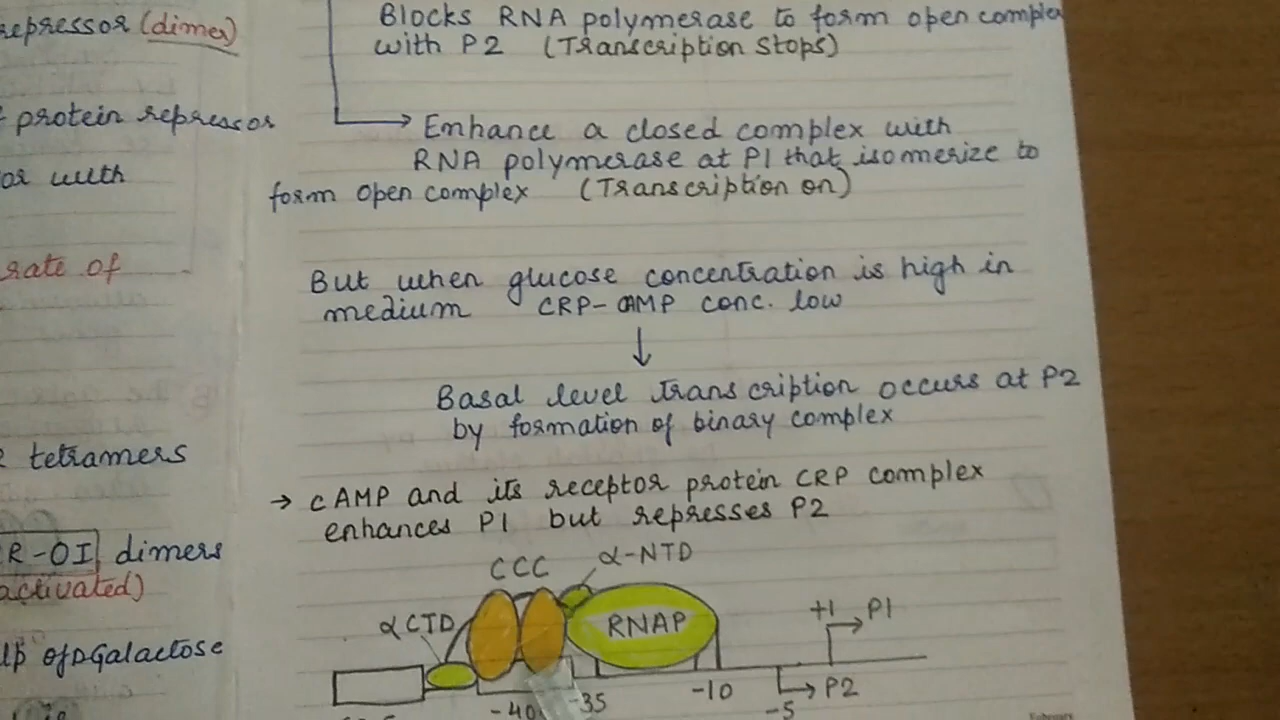 repressor (dimer)
protein repressor
or with
rate of
tetramers
R-OI dimers
activated)
of D Galactose
Blocks RNA polymerase to form open complex
with P2 (Transcription stops)
Enhance a closed complex with
RNA polymerase at P1 that isomerize to
form open complex (Transcription on)
But when glucose concentration is high in
medium CRP-cAMP conc. low
↓
Basal level transcription occurs at P2
by formation of binary complex
→ cAMP and its receptor protein CRP complex
enhances P1 but represses P2
CCC α-NTD
αCTD RNAP +1 P1
-40 -35 -10 -5 P2